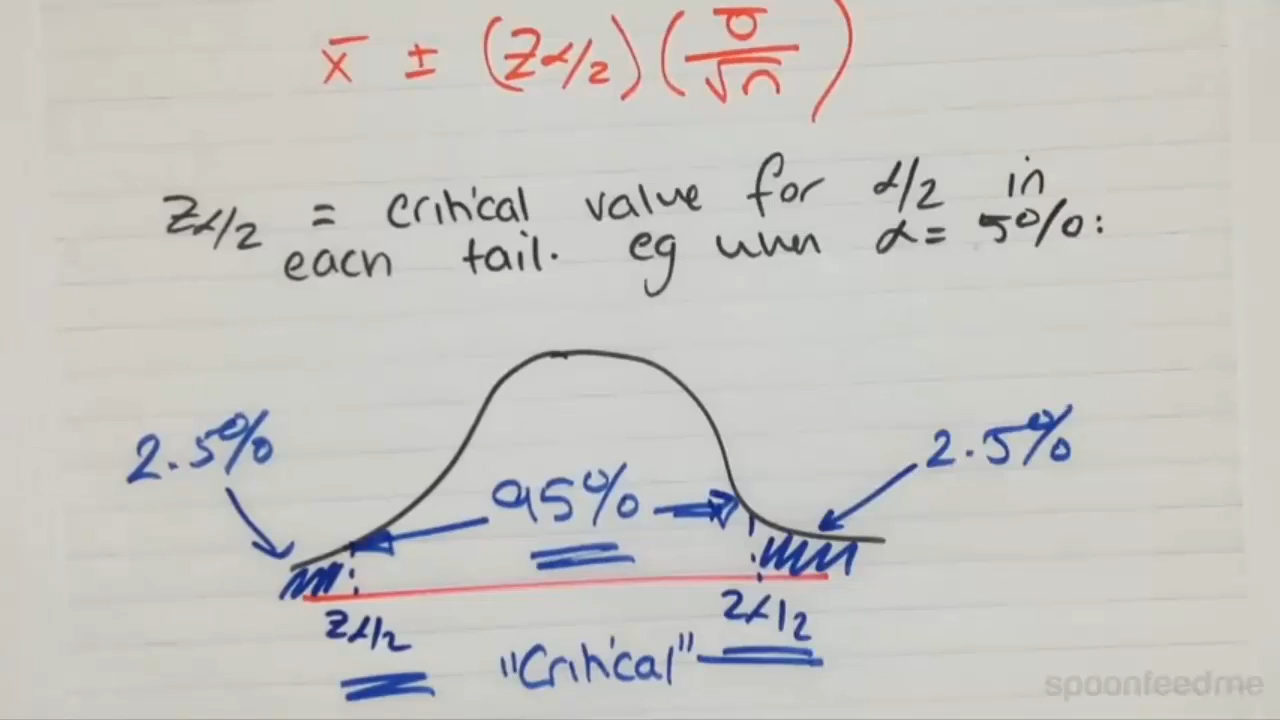 x̄ ± (Zα/2) (σ/√n)
Zα/2 = critical value for α/2 in
each tail. eg when α = 5%:
2.5%
95%
2.5%
Zα/2
Zα/2
"Critical"
spoonfeedme